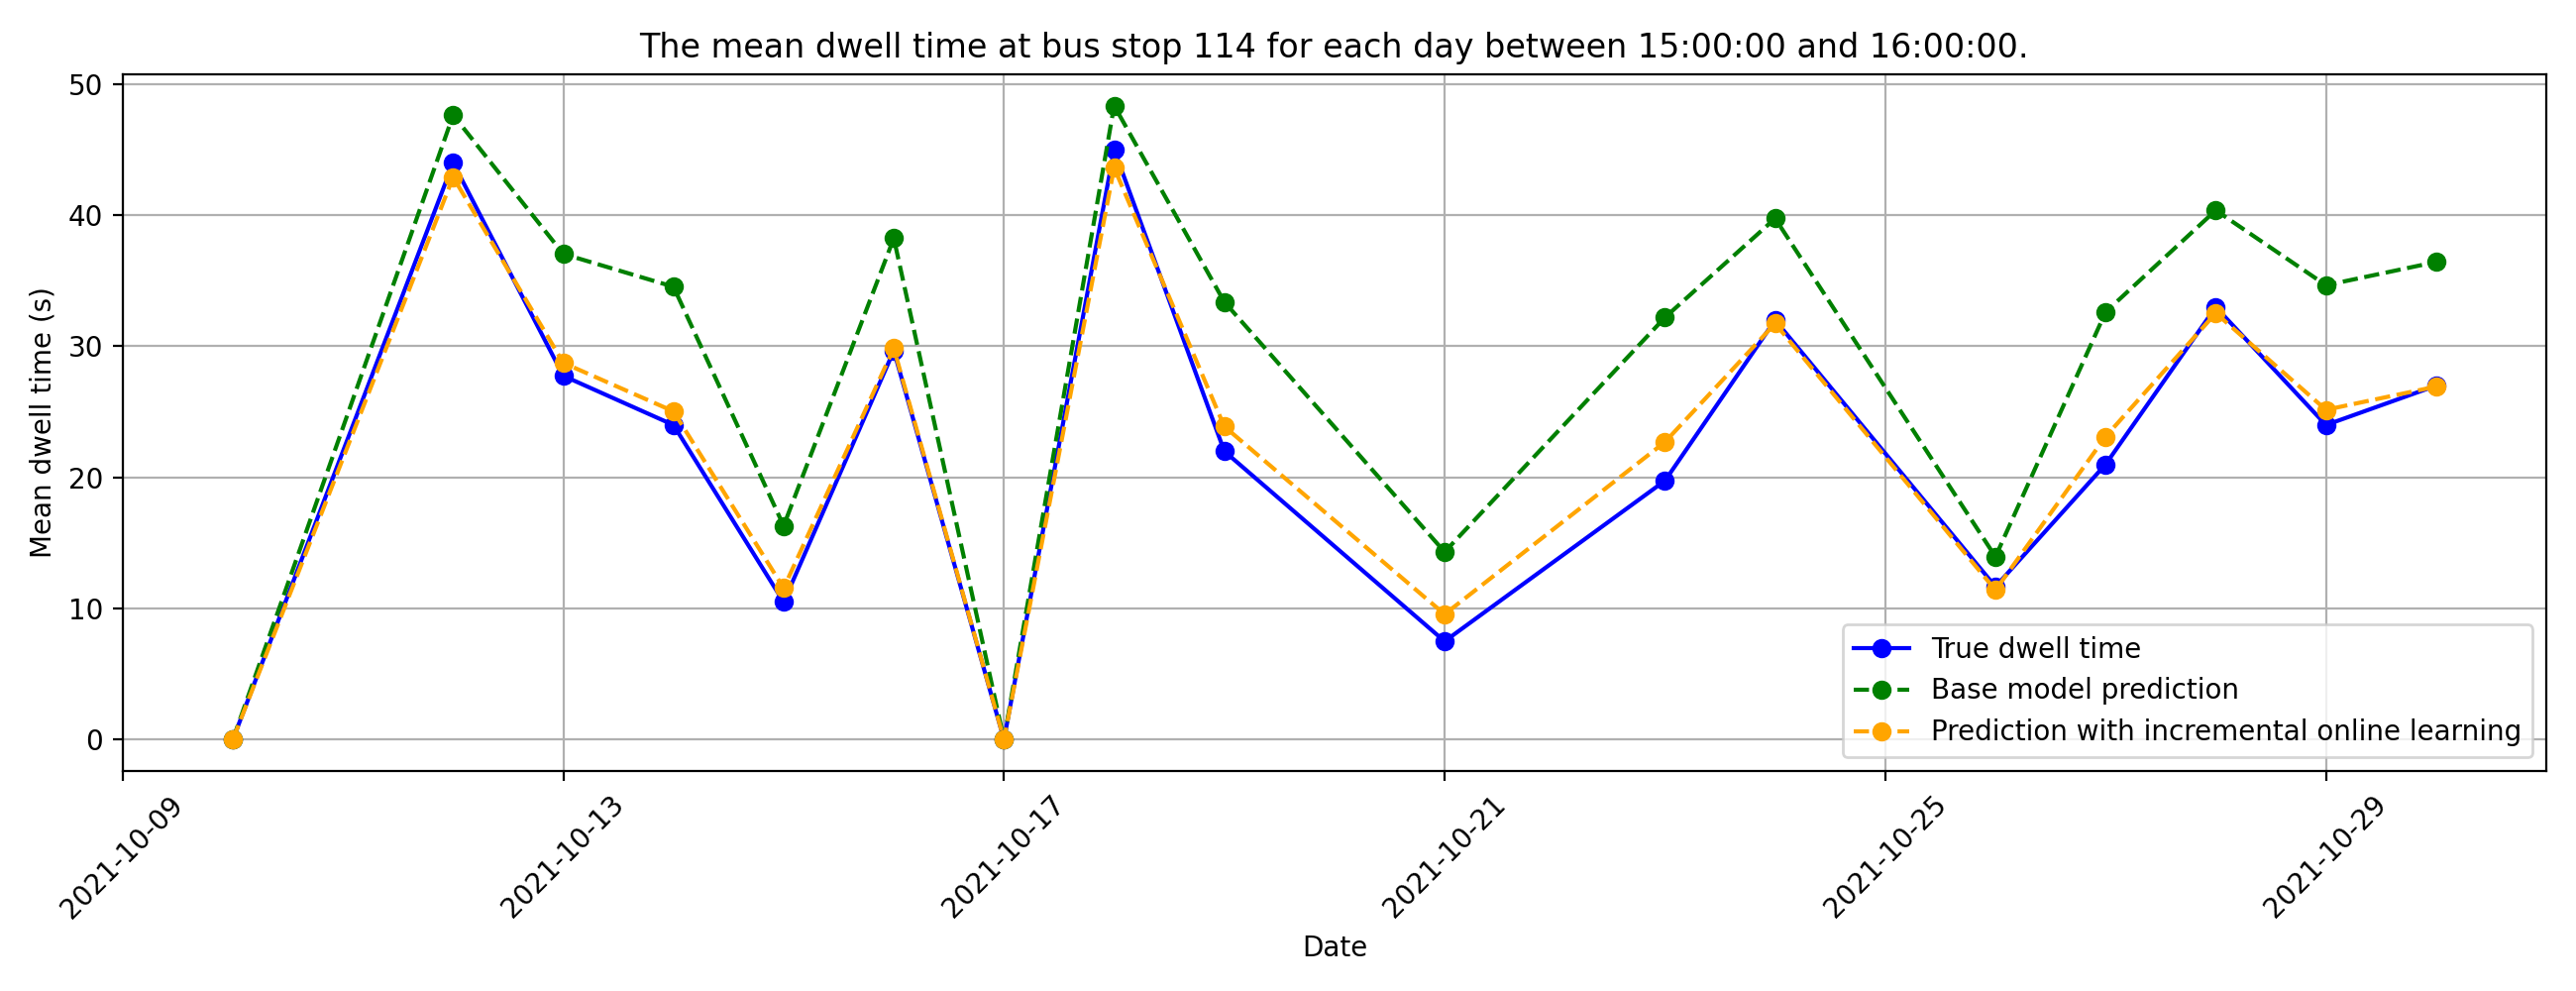 The mean dwell time at bus stop 114 for each day between 15:00:00 and 16:00:00.
50
40
30
20
10
0
Mean dwell time (s)
True dwell time
Base model prediction
Prediction with incremental online learning
2021-10-09
2021-10-13
2021-10-17
2021-10-21
2021-10-25
2021-10-29
Date